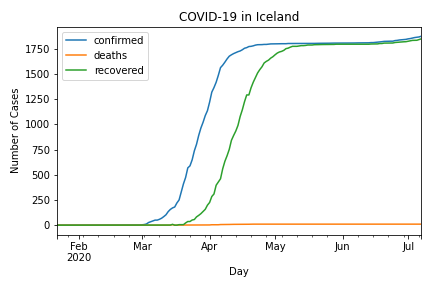 COVID-19 in Iceland
confirmed
deaths
recovered
Number of Cases
1750
1500
1250
1000
750
500
250
0
Feb Mar Apr May Jun Jul
2020
Day